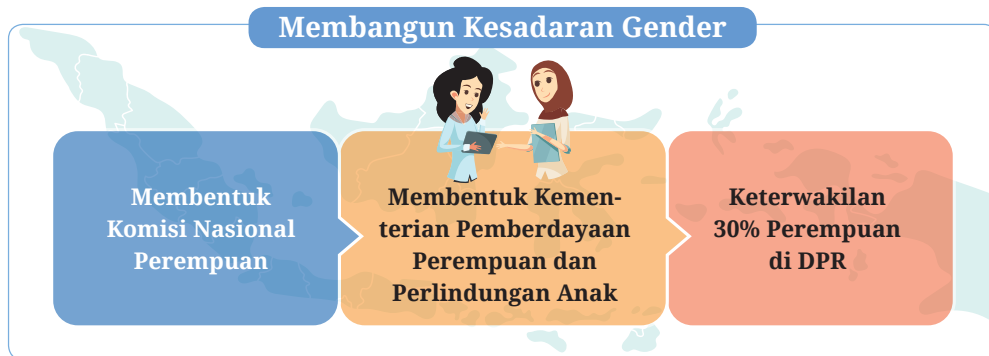 Membangun Kesadaran Gender
Membentuk
Komisi Nasional
Perempuan
Membentuk Kemen-
terian Pemberdayaan
Perempuan dan
Perlindungan Anak
Keterwakilan
30% Perempuan
di DPR